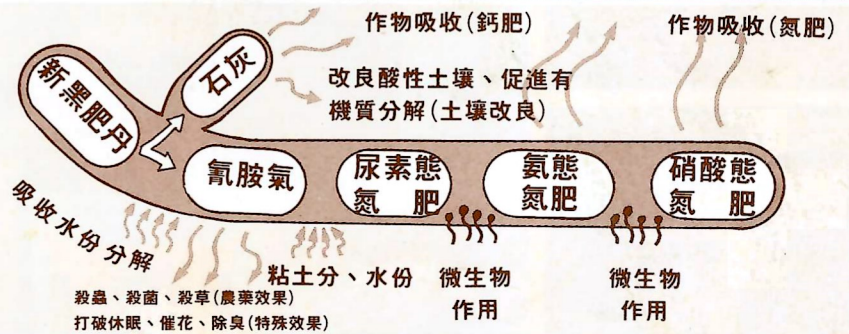 作物吸收(鈣肥)
作物吸收(氮肥)
新黑肥丹
石灰
改良酸性土壤、促進有
機質分解(土壤改良)
氰胺氣
尿素態
氮肥
氨態
氮肥
硝酸態
氮肥
吸收水份分解
粘土分、水份
微生物
作用
微生物
作用
殺蟲、殺菌、殺草(農藥效果)
打破休眠、催花、除臭(特殊效果)